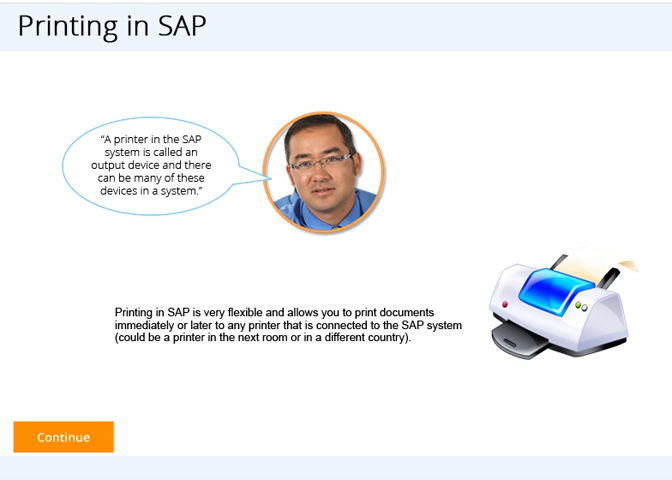 Printing in SAP
“A printer in the SAP
system is called an
output device and there
can be many of these
devices in a system.”
Printing in SAP is very flexible and allows you to print documents
immediately or later to any printer that is connected to the SAP system
(could be a printer in the next room or in a different country).
Continue